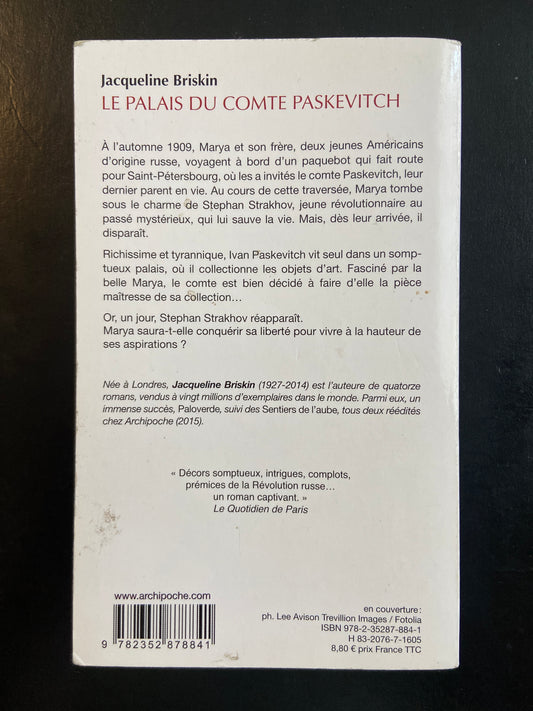 Jacqueline Briskin
LE PALAIS DU COMTE PASKEVITCH
À l'automne 1909, Marya et son frère, deux jeunes Américains
d'origine russe, voyagent à bord d'un paquebot qui fait route
pour Saint-Pétersbourg, où les a invités le comte Paskevitch, leur
dernier parent en vie. Au cours de cette traversée, Marya tombe
sous le charme de Stephan Strakhov, jeune révolutionnaire au
passé mystérieux, qui lui sauve la vie. Mais, dès leur arrivée, il
disparaît.
Richissime et tyrannique, Ivan Paskevitch vit seul dans un somp-
tueux palais, où il collectionne les objets d'art. Fasciné par la
belle Marya, le comte est bien décidé à faire d'elle la pièce
maîtresse de sa collection…
Or, un jour, Stephan Strakhov réapparaît.
Marya saura-t-elle conquérir sa liberté pour vivre à la hauteur de
ses aspirations ?
Née à Londres, Jacqueline Briskin (1927-2014) est l'auteure de quatorze
romans, vendus à vingt millions d'exemplaires dans le monde. Parmi eux, un
immense succès, Paloverde, suivi des Sentiers de l'aube, tous deux réédités
chez Archipoche (2015).
« Décors somptueux, intrigues, complots,
prémices de la Révolution russe…
un roman captivant. »
Le Quotidien de Paris
www.archipoche.com
9 782352 878841
en couverture :
ph. Lee Avison Trevillion Images / Fotolia
ISBN 978-2-35287-884-1
H 83-2076-7-1605
8,80 € prix France TTC